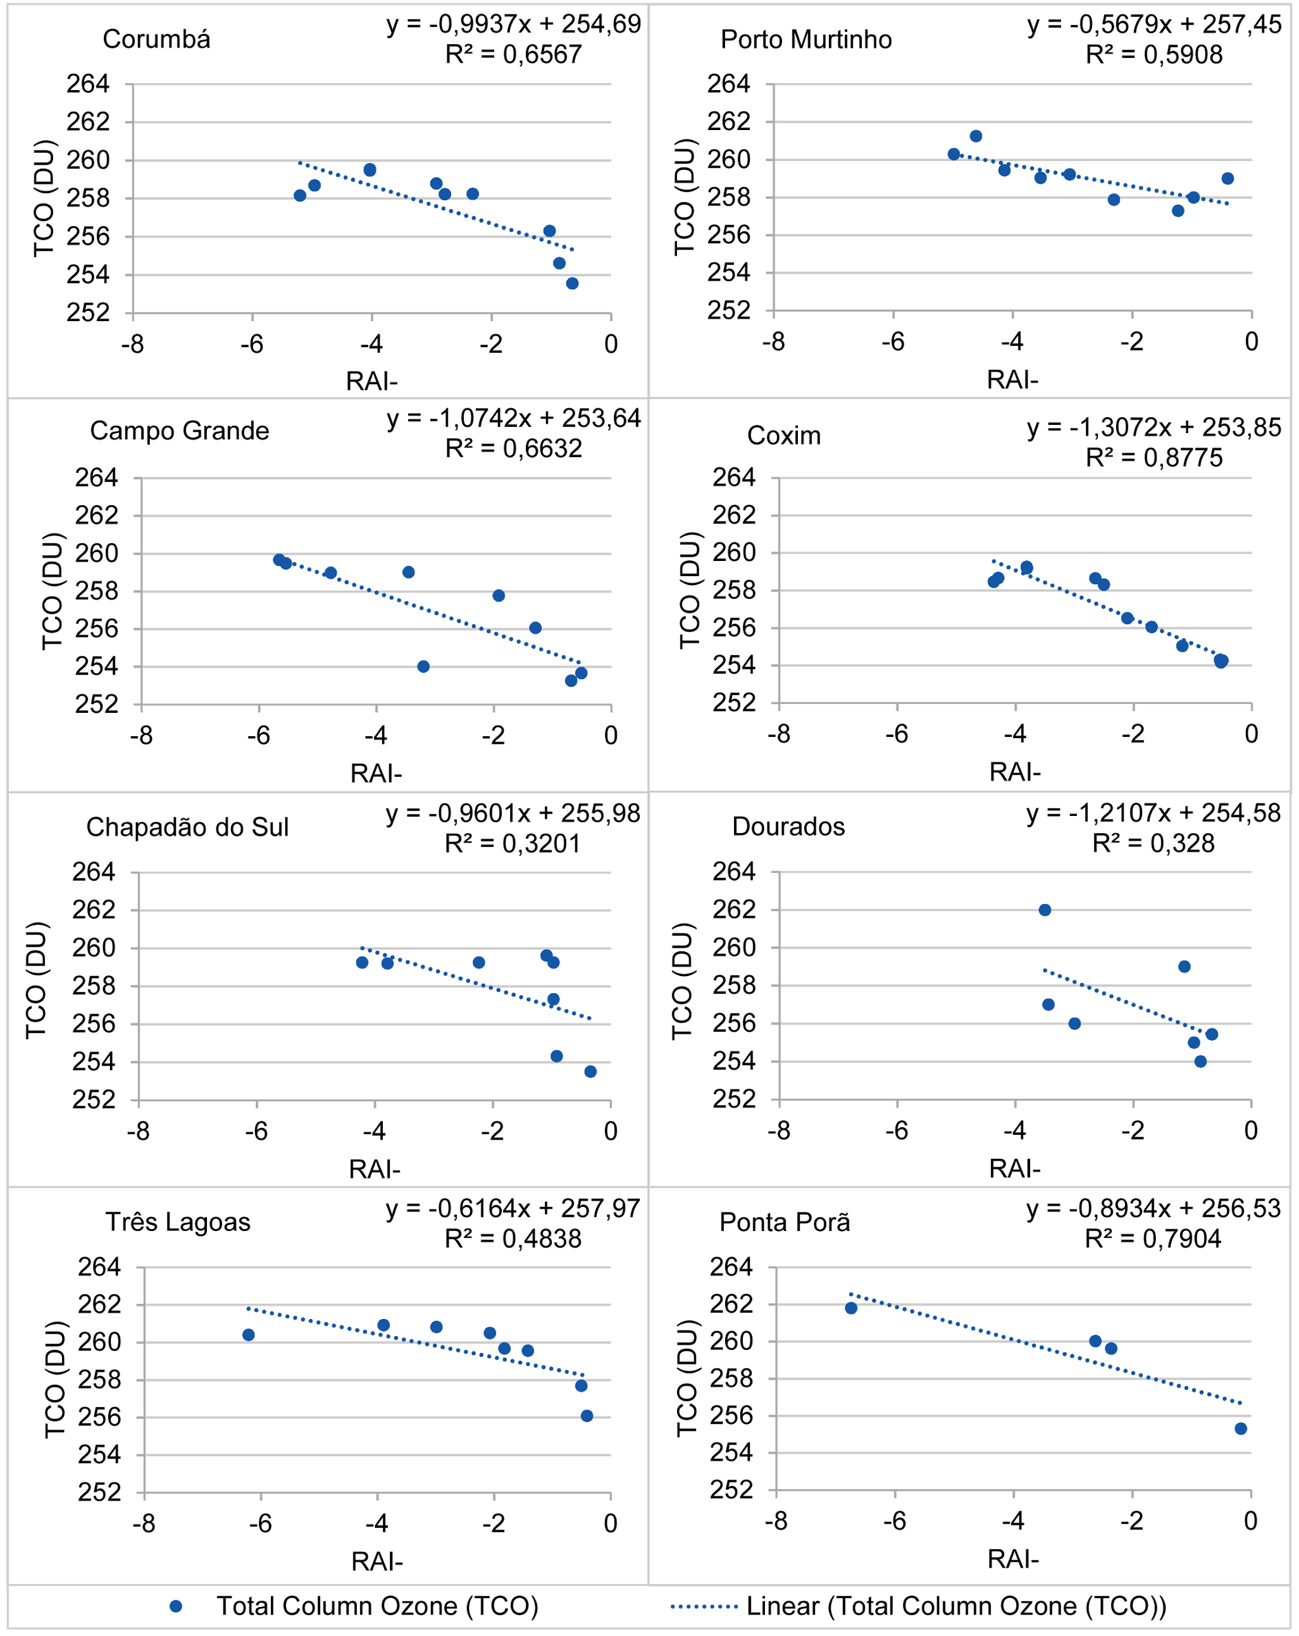 Corumbá
y = -0,9937x + 254,69
R² = 0,6567
264
262
260
258
256
254
252
TCO (DU)
-8 -6 -4 -2 0
RAI-
Porto Murtinho
y = -0,5679x + 257,45
R² = 0,5908
264
262
260
258
256
254
252
TCO (DU)
-8 -6 -4 -2 0
RAI-
Campo Grande
y = -1,0742x + 253,64
R² = 0,6632
264
262
260
258
256
254
252
TCO (DU)
-8 -6 -4 -2 0
RAI-
Coxim
y = -1,3072x + 253,85
R² = 0,8775
264
262
260
258
256
254
252
TCO (DU)
-8 -6 -4 -2 0
RAI-
Chapadão do Sul
y = -0,9601x + 255,98
R² = 0,3201
264
262
260
258
256
254
252
TCO (DU)
-8 -6 -4 -2 0
RAI-
Dourados
y = -1,2107x + 254,58
R² = 0,328
264
262
260
258
256
254
252
TCO (DU)
-8 -6 -4 -2 0
RAI-
Três Lagoas
y = -0,6164x + 257,97
R² = 0,4838
264
262
260
258
256
254
252
TCO (DU)
-8 -6 -4 -2 0
RAI-
Ponta Porã
y = -0,8934x + 256,53
R² = 0,7904
264
262
260
258
256
254
252
TCO (DU)
-8 -6 -4 -2 0
RAI-
Total Column Ozone (TCO)
Linear (Total Column Ozone (TCO))